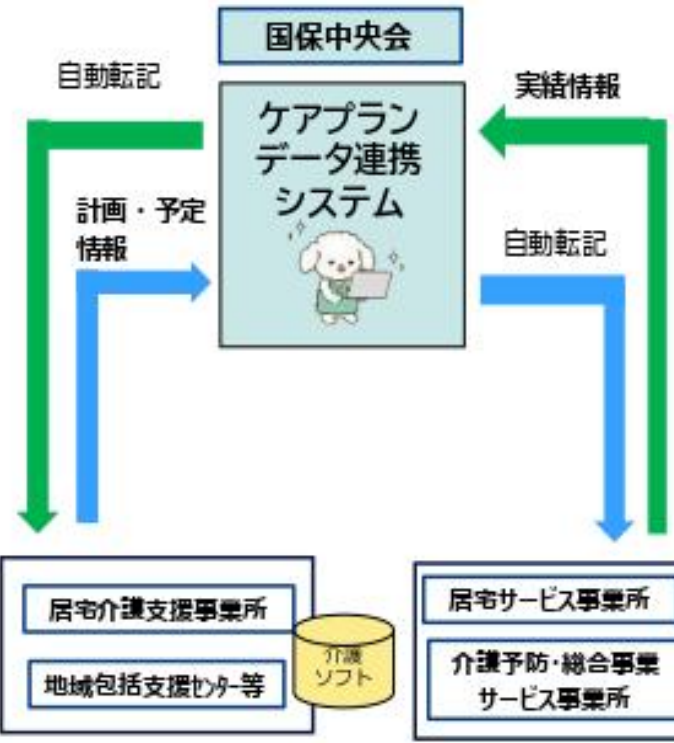 国保中央会
自動転記
実績情報
ケアプラン
データ連携
システム
計画・予定
情報
自動転記
居宅介護支援事業所
地域包括支援ｾﾝﾀｰ等
介護
ソフト
居宅サービス事業所
介護予防・総合事業
サービス事業所